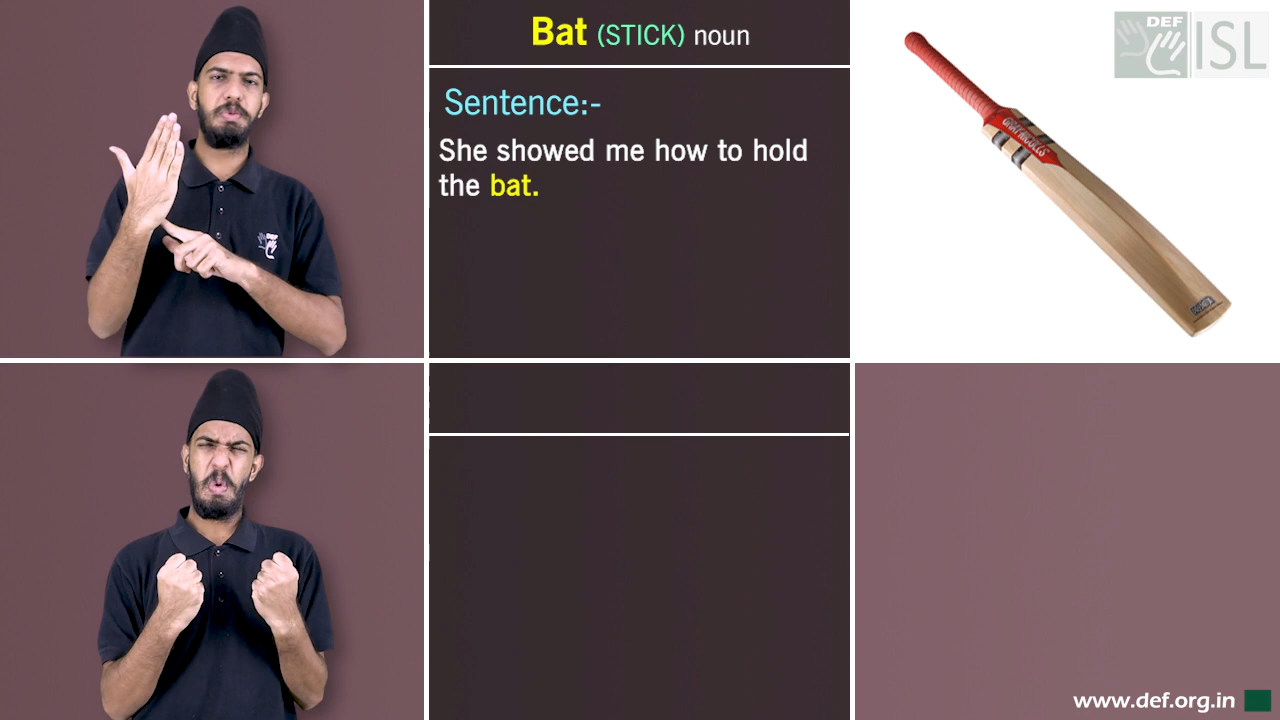 Bat (STICK) noun
Sentence:-
She showed me how to hold
the bat.
DEF
ISL
www.def.org.in